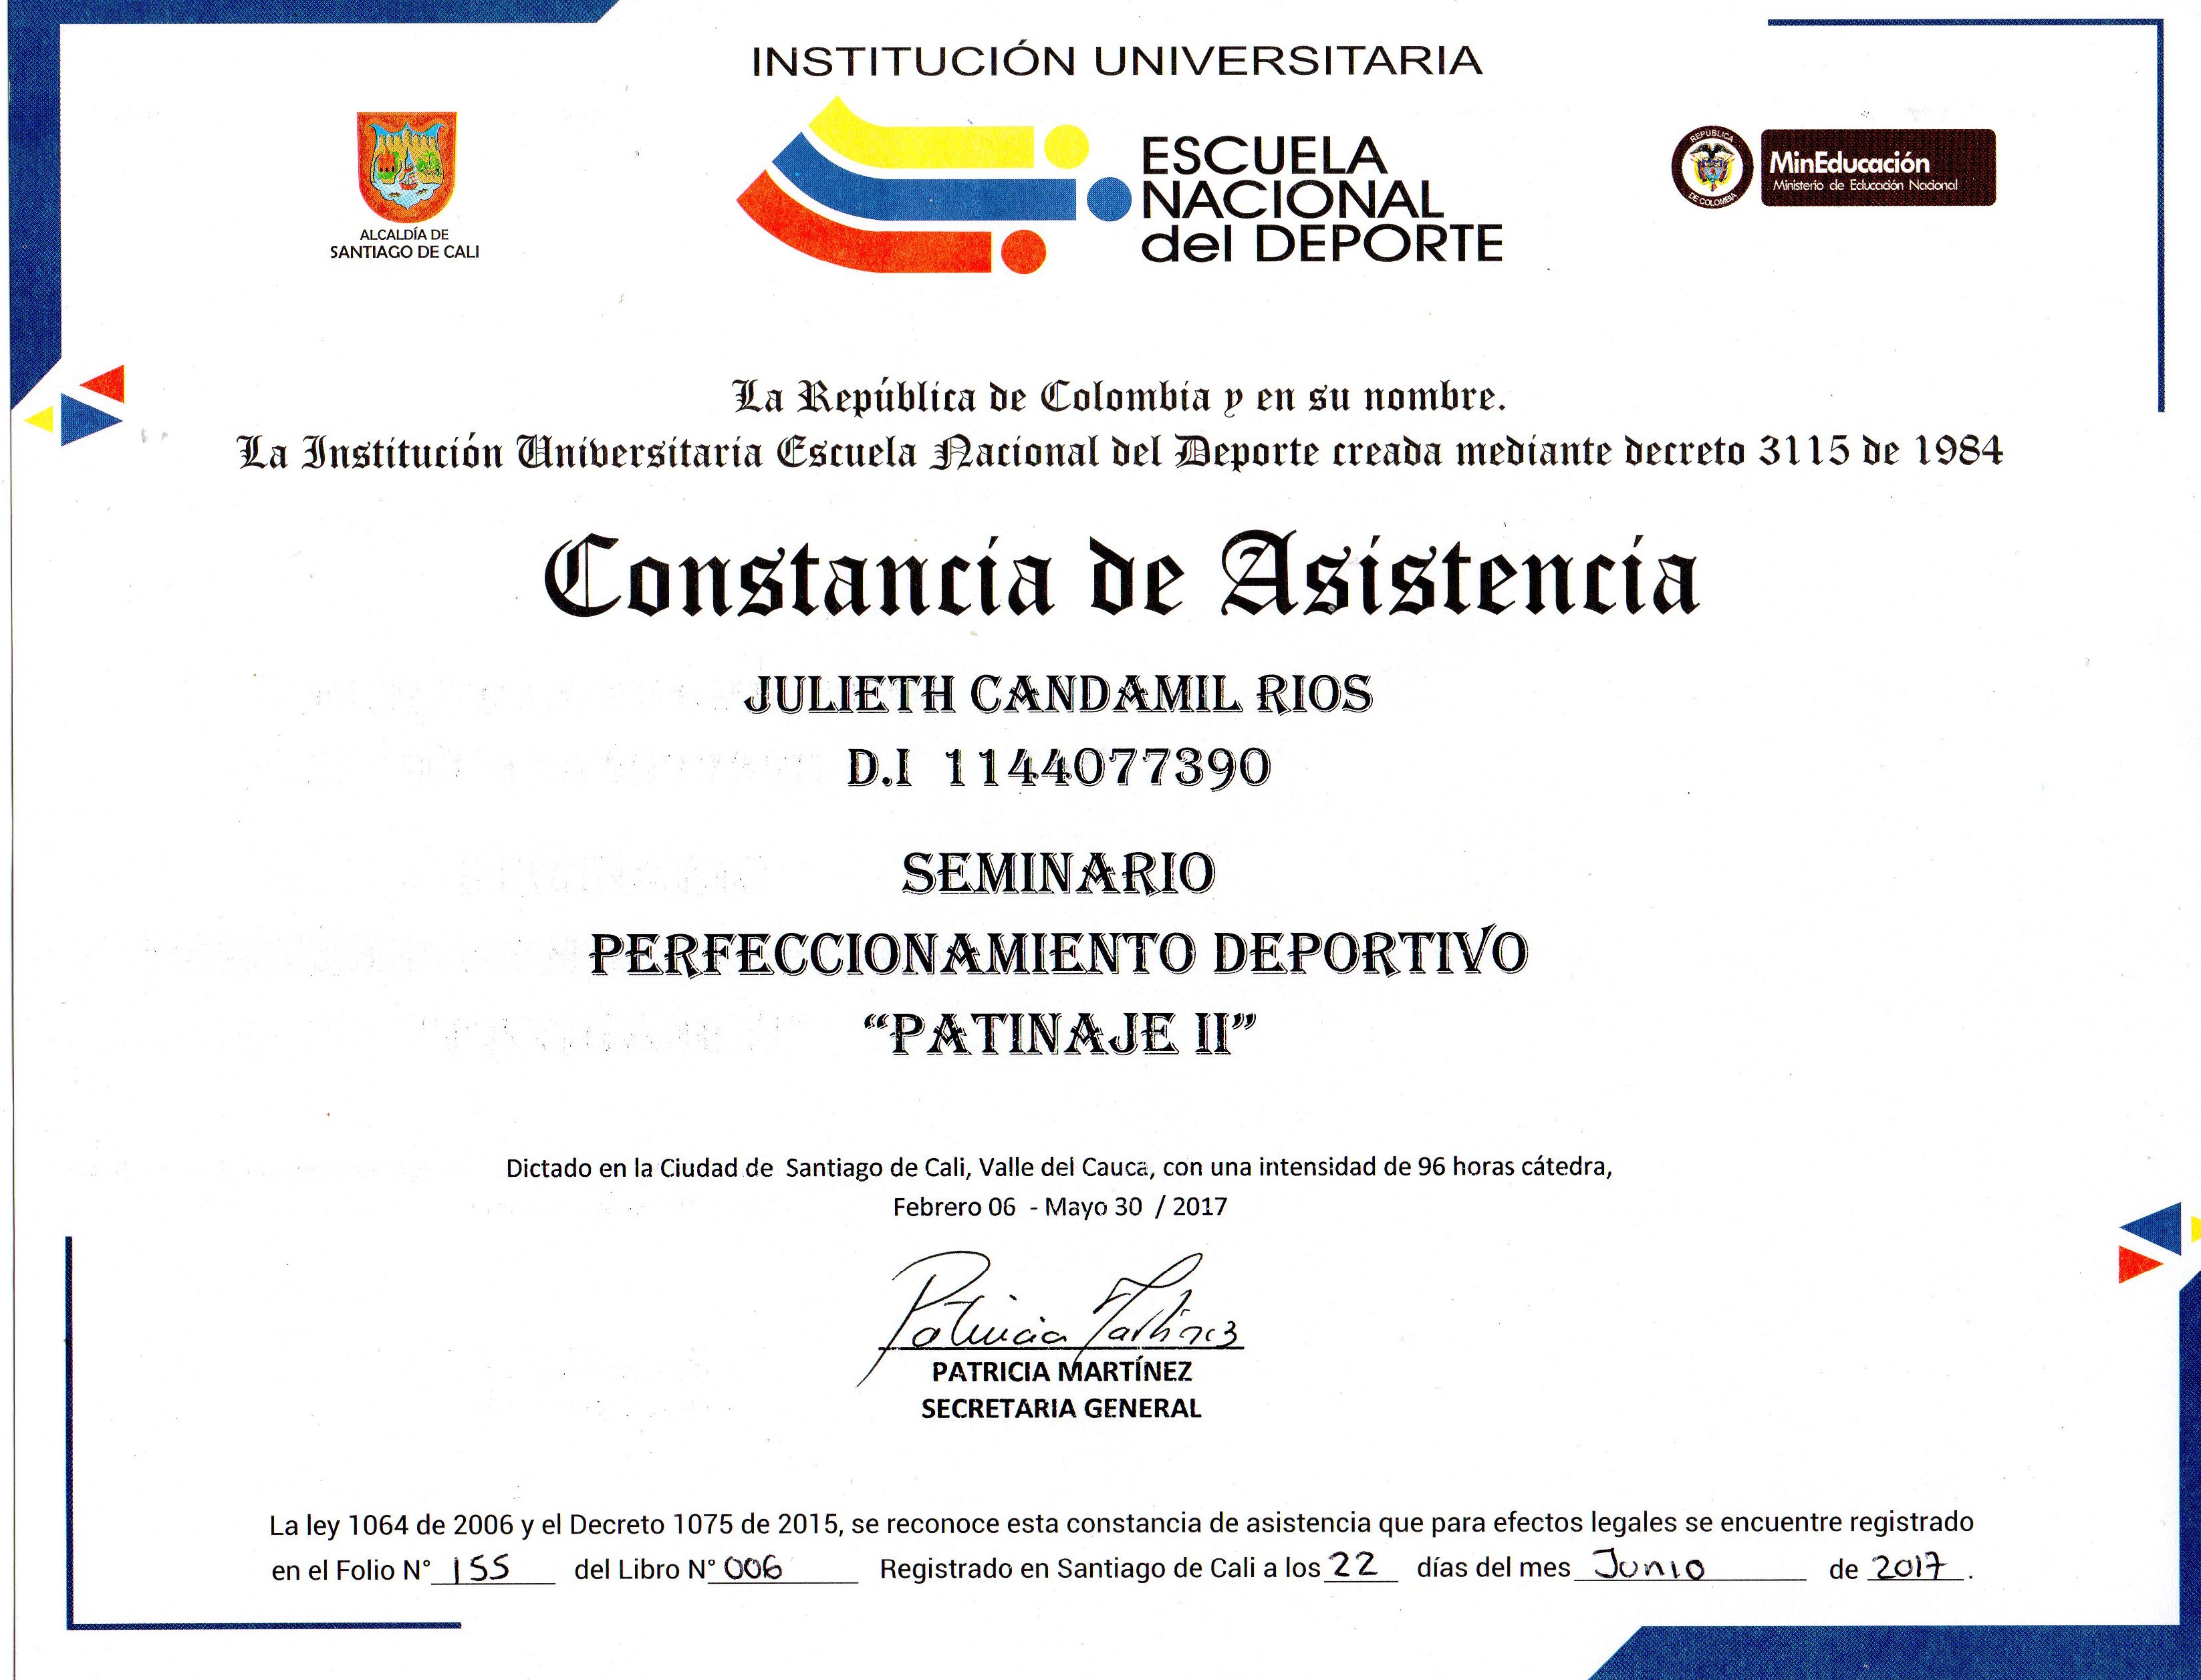 INSTITUCIÓN UNIVERSITARIA
ESCUELA
NACIONAL
del DEPORTE
ALCALDÍA DE
SANTIAGO DE CALI
REPÚBLICA
DE COLOMBIA
MinEducación
Ministerio de Educación Nacional
La República de Colombia y en su nombre.
La Institución Universitaria Escuela Nacional del Deporte creada mediante decreto 3115 de 1984
Constancia de Asistencia
JULIETH CANDAMIL RIOS
D.I 1144077390
SEMINARIO
PERFECCIONAMIENTO DEPORTIVO
“PATINAJE II”
Dictado en la Ciudad de Santiago de Cali, Valle del Cauca, con una intensidad de 96 horas cátedra,
Febrero 06 - Mayo 30 / 2017
Patricia Martínez
PATRICIA MARTÍNEZ
SECRETARIA GENERAL
La ley 1064 de 2006 y el Decreto 1075 de 2015, se reconoce esta constancia de asistencia que para efectos legales se encuentre registrado
en el Folio N° 155 del Libro N° 006 Registrado en Santiago de Cali a los 22 días del mes Junio de 2017.